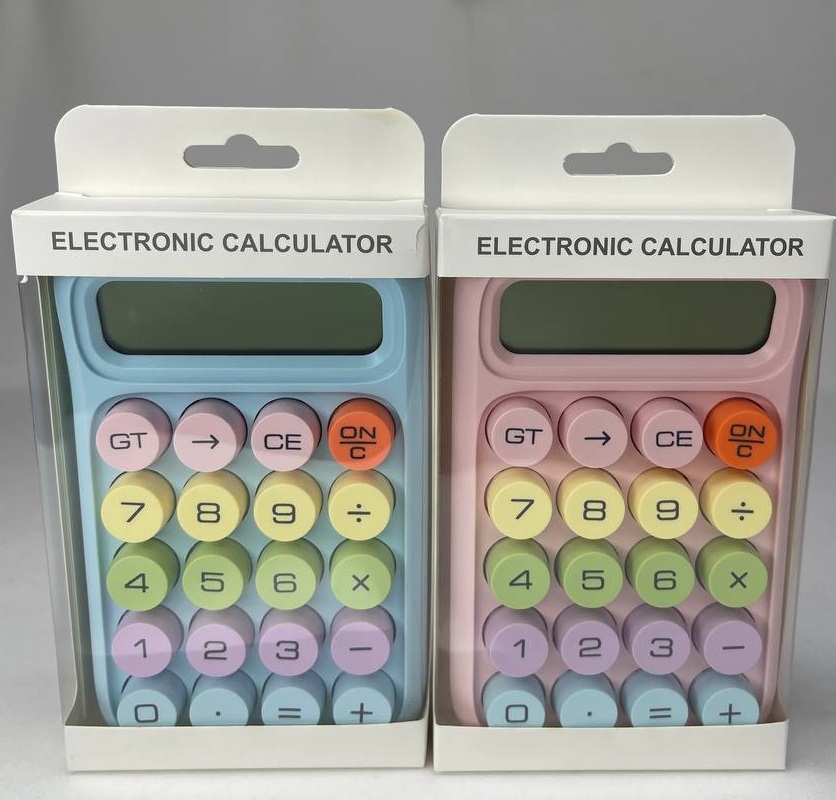 ELECTRONIC CALCULATOR
GT → CE ON/C
7 8 9 ÷
4 5 6 ×
1 2 3 −
0 . = +
ELECTRONIC CALCULATOR
GT → CE ON/C
7 8 9 ÷
4 5 6 ×
1 2 3 −
0 . = +